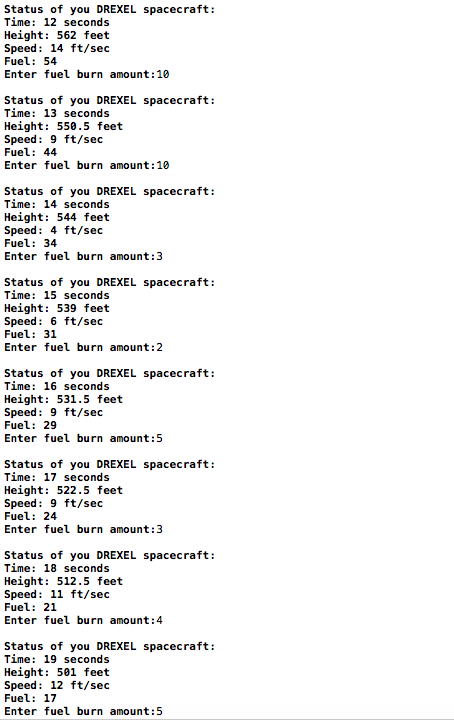 Status of you DREXEL spacecraft:
Time: 12 seconds
Height: 562 feet
Speed: 14 ft/sec
Fuel: 54
Enter fuel burn amount:10

Status of you DREXEL spacecraft:
Time: 13 seconds
Height: 550.5 feet
Speed: 9 ft/sec
Fuel: 44
Enter fuel burn amount:10

Status of you DREXEL spacecraft:
Time: 14 seconds
Height: 544 feet
Speed: 4 ft/sec
Fuel: 34
Enter fuel burn amount:3

Status of you DREXEL spacecraft:
Time: 15 seconds
Height: 539 feet
Speed: 6 ft/sec
Fuel: 31
Enter fuel burn amount:2

Status of you DREXEL spacecraft:
Time: 16 seconds
Height: 531.5 feet
Speed: 9 ft/sec
Fuel: 29
Enter fuel burn amount:5

Status of you DREXEL spacecraft:
Time: 17 seconds
Height: 522.5 feet
Speed: 9 ft/sec
Fuel: 24
Enter fuel burn amount:3

Status of you DREXEL spacecraft:
Time: 18 seconds
Height: 512.5 feet
Speed: 11 ft/sec
Fuel: 21
Enter fuel burn amount:4

Status of you DREXEL spacecraft:
Time: 19 seconds
Height: 501 feet
Speed: 12 ft/sec
Fuel: 17
Enter fuel burn amount:5